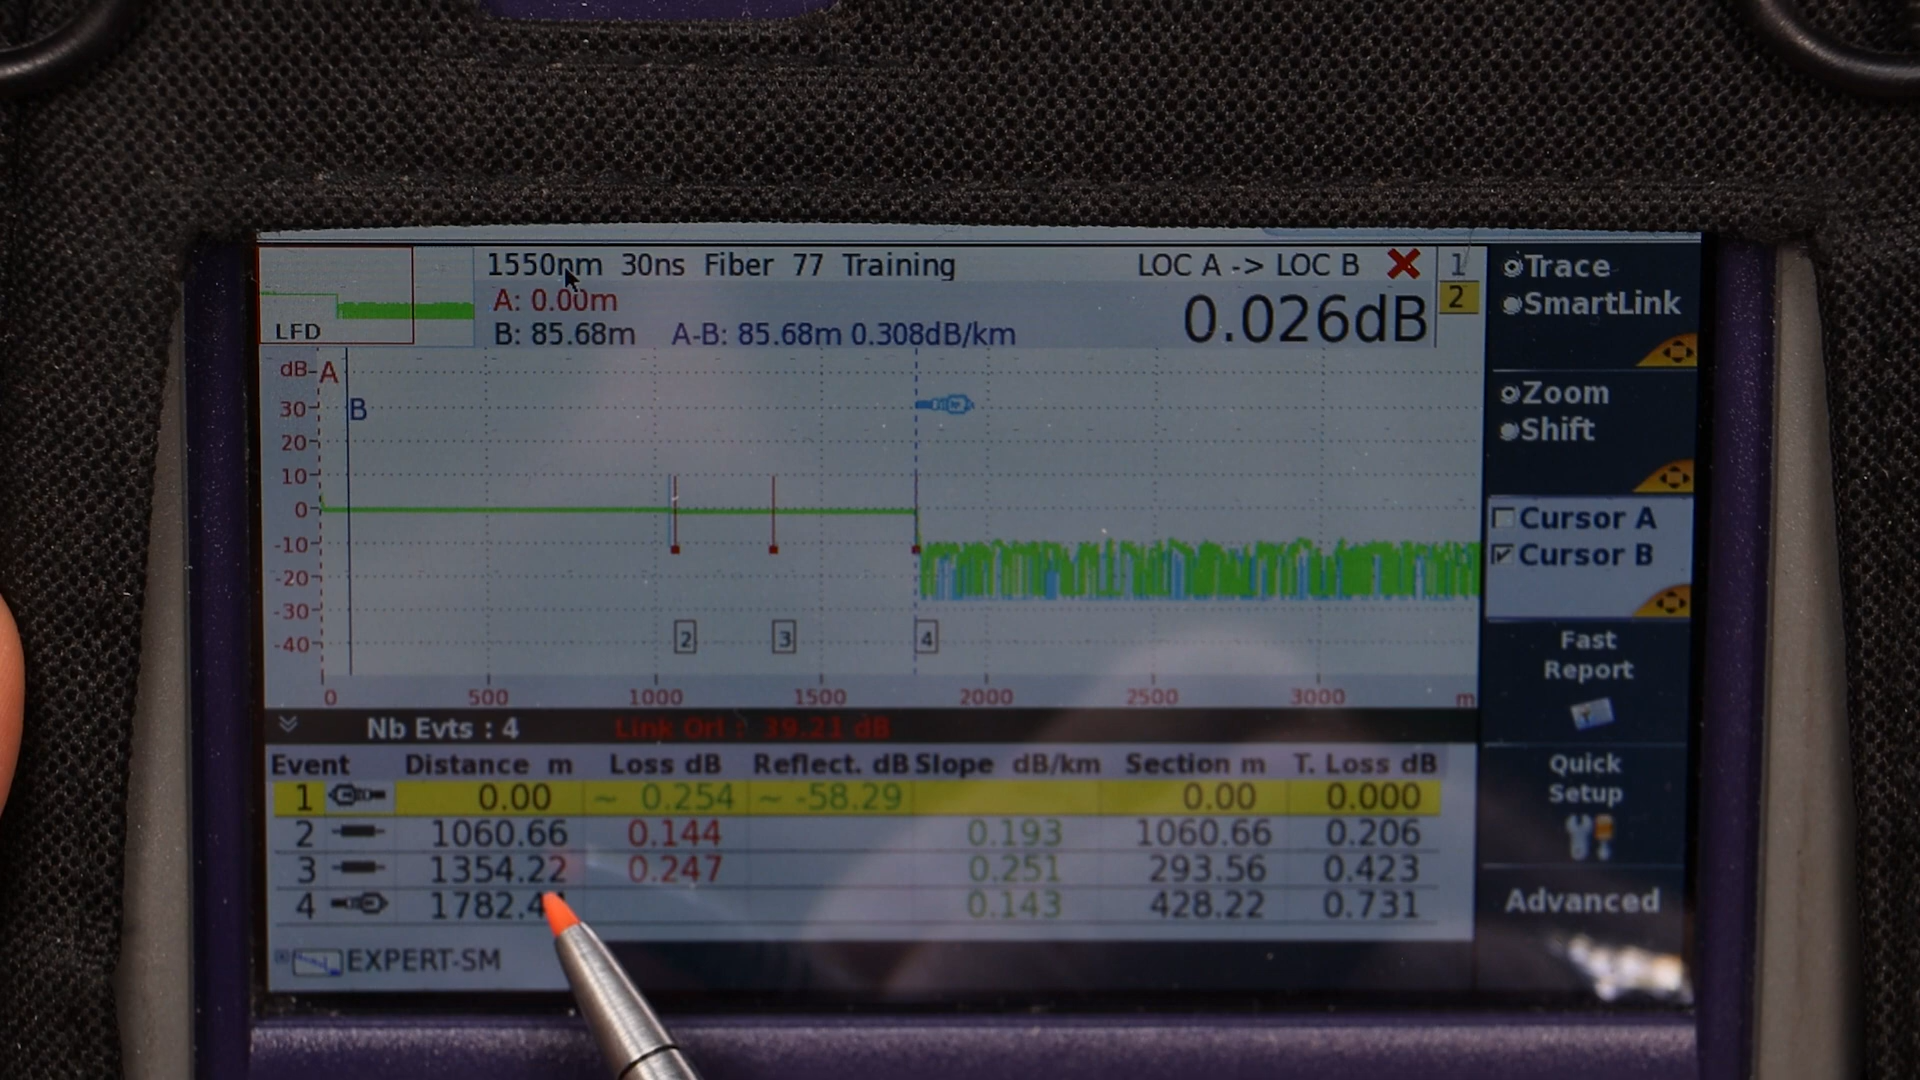 1550nm 30ns Fiber 77 Training LOC A -> LOC B 1
A: 0.00m 2
B: 85.68m A-B: 85.68m 0.308dB/km 0.026dB
LFD
Trace
SmartLink
Zoom
Shift
Cursor A
Cursor B
Fast
Report
Quick
Setup
Advanced
dB A
30 B
20
10
0
-10
-20
-30
-40
2 3 4
0 500 1000 1500 2000 2500 3000 m
Nb Evts : 4 Link Orl : 39.21 dB
Event Distance m Loss dB Reflect. dB Slope dB/km Section m T. Loss dB
1 0.00 ~ 0.254 ~ -58.29 0.00 0.000
2 1060.66 0.144 0.193 1060.66 0.206
3 1354.22 0.247 0.251 293.56 0.423
4 0.143 428.22 0.731
EXPERT-SM